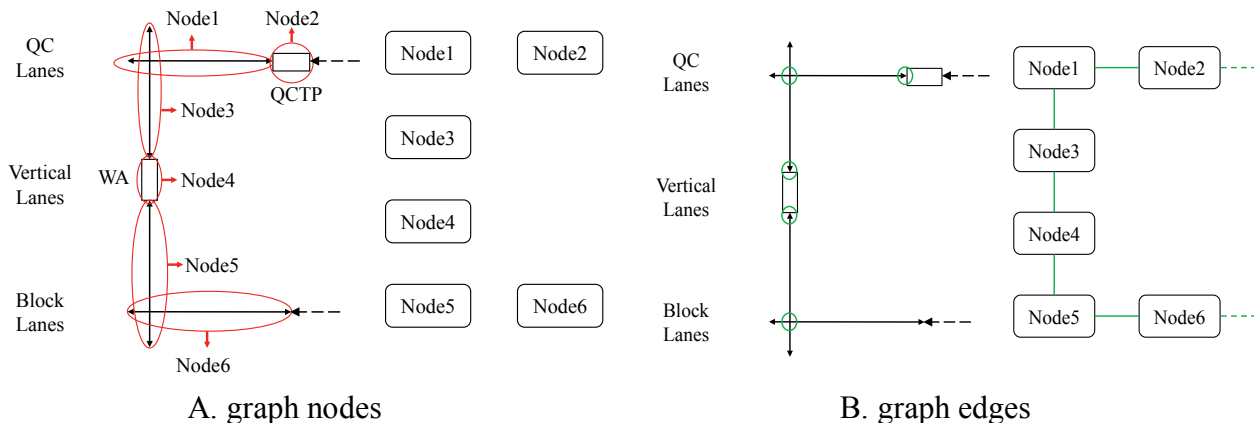 Node1
Node2
QC
Lanes
QCTP
Node3
Vertical
Lanes
WA
Node4
Node5
Block
Lanes
Node6
Node1
Node2
Node3
Node4
Node5
Node6
A. graph nodes
QC
Lanes
Vertical
Lanes
Block
Lanes
Node1
Node2
Node3
Node4
Node5
Node6
B. graph edges